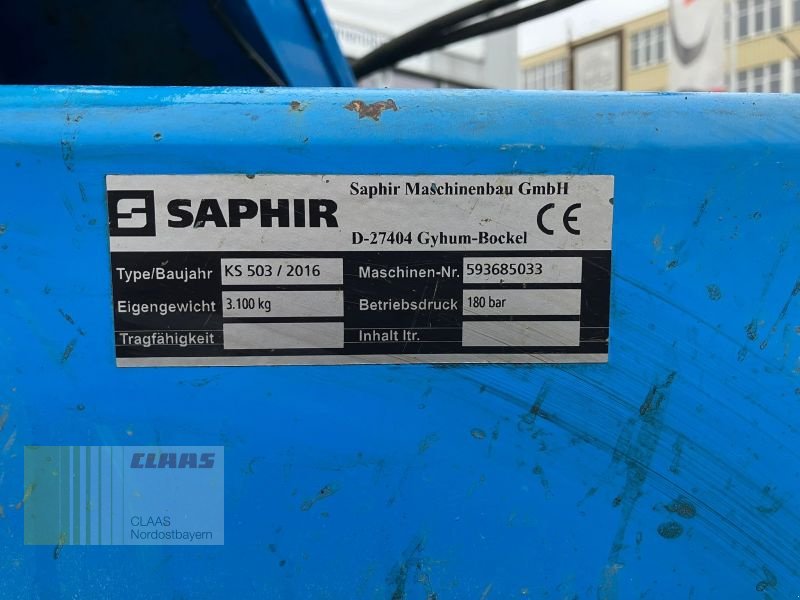 SAPHIR
Saphir Maschinenbau GmbH
D-27404 Gyhum-Bockel
CE
Type/Baujahr KS 503 / 2016 Maschinen-Nr. 593685033
Eigengewicht 3.100 kg Betriebsdruck 180 bar
Tragfähigkeit Inhalt ltr.
CLAAS
CLAAS
Nordostbayern